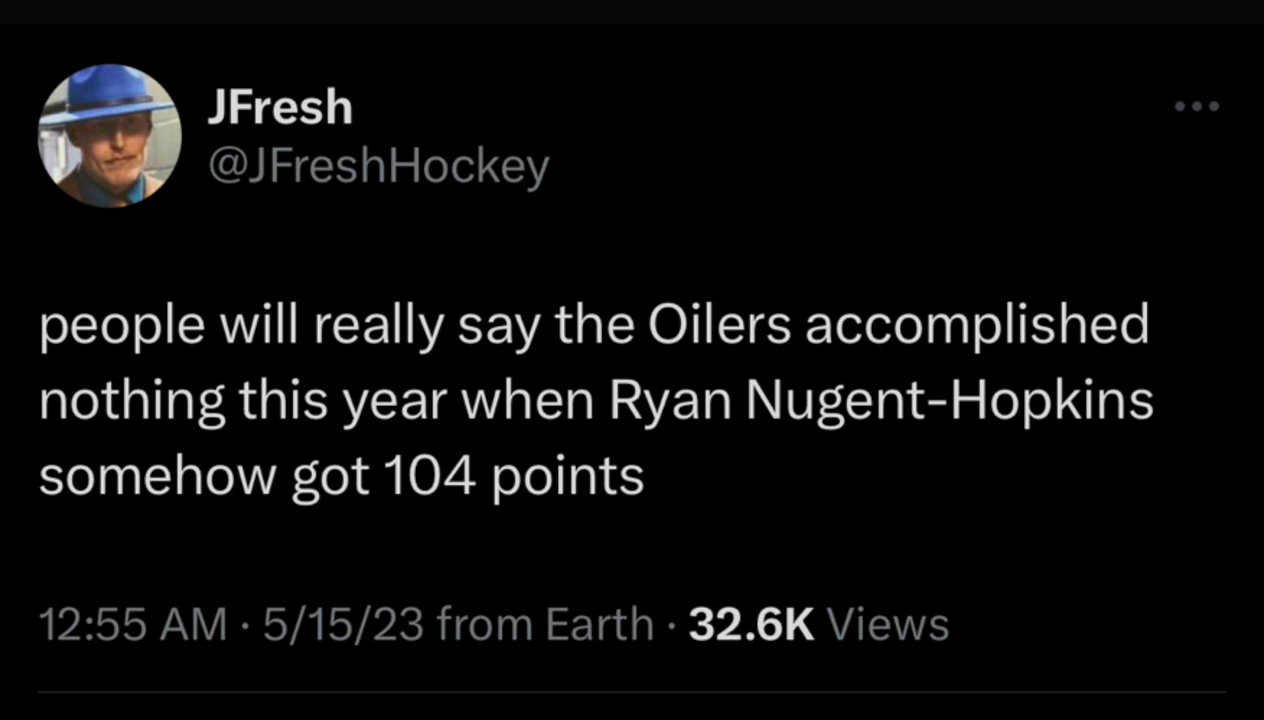 JFresh
@JFreshHockey
people will really say the Oilers accomplished
nothing this year when Ryan Nugent-Hopkins
somehow got 104 points
12:55 AM · 5/15/23 from Earth · 32.6K Views